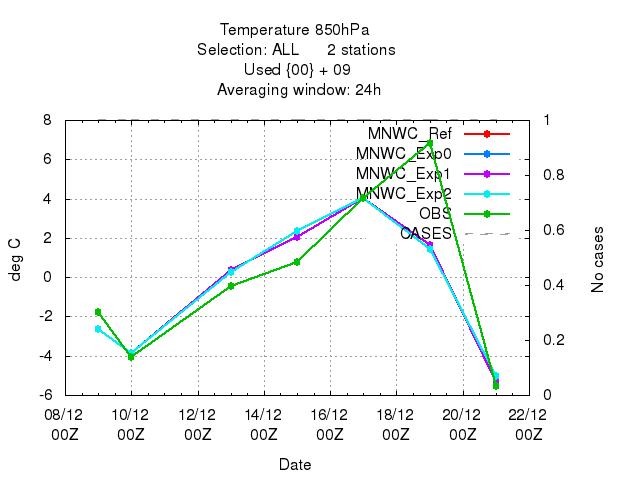 Temperature 850hPa
Selection: ALL 2 stations
Used {00} + 09
Averaging window: 24h
8 1
6
4
2
0
-2
-4
-6
0.8
0.6
0.4
0.2
0
deg C
No cases
MNWC_Ref
MNWC_Exp0
MNWC_Exp1
MNWC_Exp2
OBS
CASES
08/12 10/12 12/12 14/12 16/12 18/12 20/12 22/12
00Z 00Z 00Z 00Z 00Z 00Z 00Z 00Z
Date